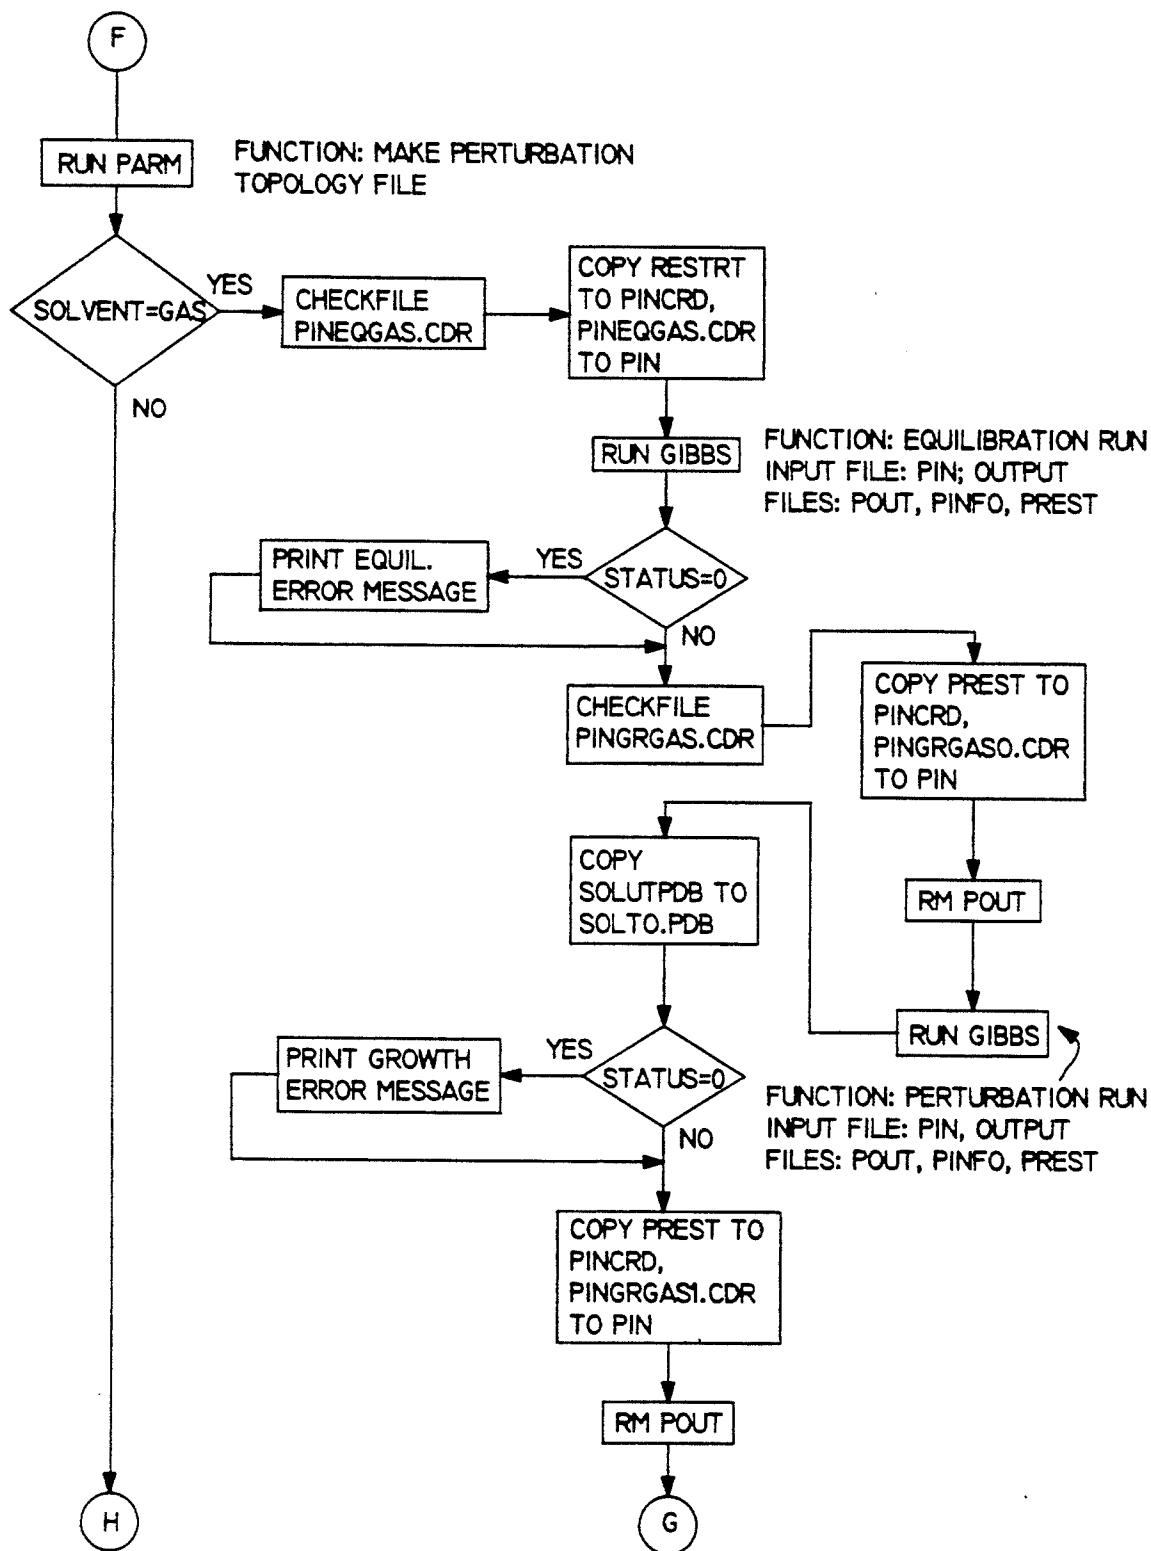 F
RUN PARM
FUNCTION: MAKE PERTURBATION
TOPOLOGY FILE
SOLVENT=GAS
YES
NO
CHECKFILE
PINEQGAS.CDR
COPY RESTRT
TO PINCRD,
PINEQGAS.CDR
TO PIN
RUN GIBBS
FUNCTION: EQUILIBRATION RUN
INPUT FILE: PIN; OUTPUT
FILES: POUT, PINFO, PREST
STATUS=0
YES
PRINT EQUIL.
ERROR MESSAGE
NO
CHECKFILE
PINGRGAS.CDR
COPY PREST TO
PINCRD,
PINGRGAS0.CDR
TO PIN
RM POUT
RUN GIBBS
FUNCTION: PERTURBATION RUN
INPUT FILE: PIN, OUTPUT
FILES: POUT, PINFO, PREST
COPY
SOLUTPDB TO
SOLT0.PDB
STATUS=0
YES
PRINT GROWTH
ERROR MESSAGE
NO
COPY PREST TO
PINCRD,
PINGRGAS1.CDR
TO PIN
RM POUT
H
G